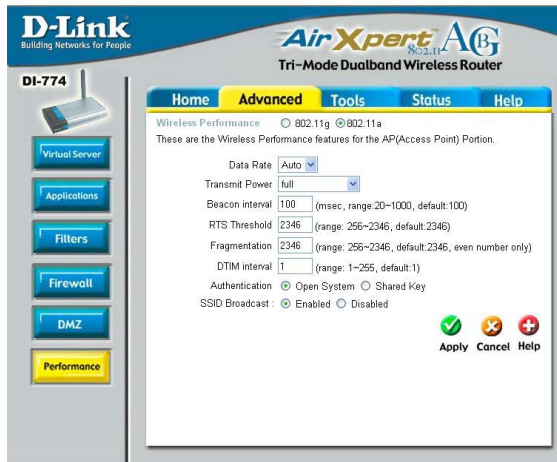 D-Link
Building Networks for People
Air Xpert ABG
802.11
Tri-Mode Dualband Wireless Router
DI-774
Home Advanced Tools Status Help
Wireless Performance 802.11g 802.11a
These are the Wireless Performance features for the AP(Access Point) Portion.
Data Rate Auto
Transmit Power full
Beacon interval 100 (msec, range:20~1000, default:100)
RTS Threshold 2346 (range: 256~2346, default:2346)
Fragmentation 2346 (range: 256~2346, default:2346, even number only)
DTIM interval 1 (range: 1~255, default:1)
Authentication Open System Shared Key
SSID Broadcast : Enabled Disabled
Apply Cancel Help
Virtual Server
Applications
Filters
Firewall
DMZ
Performance